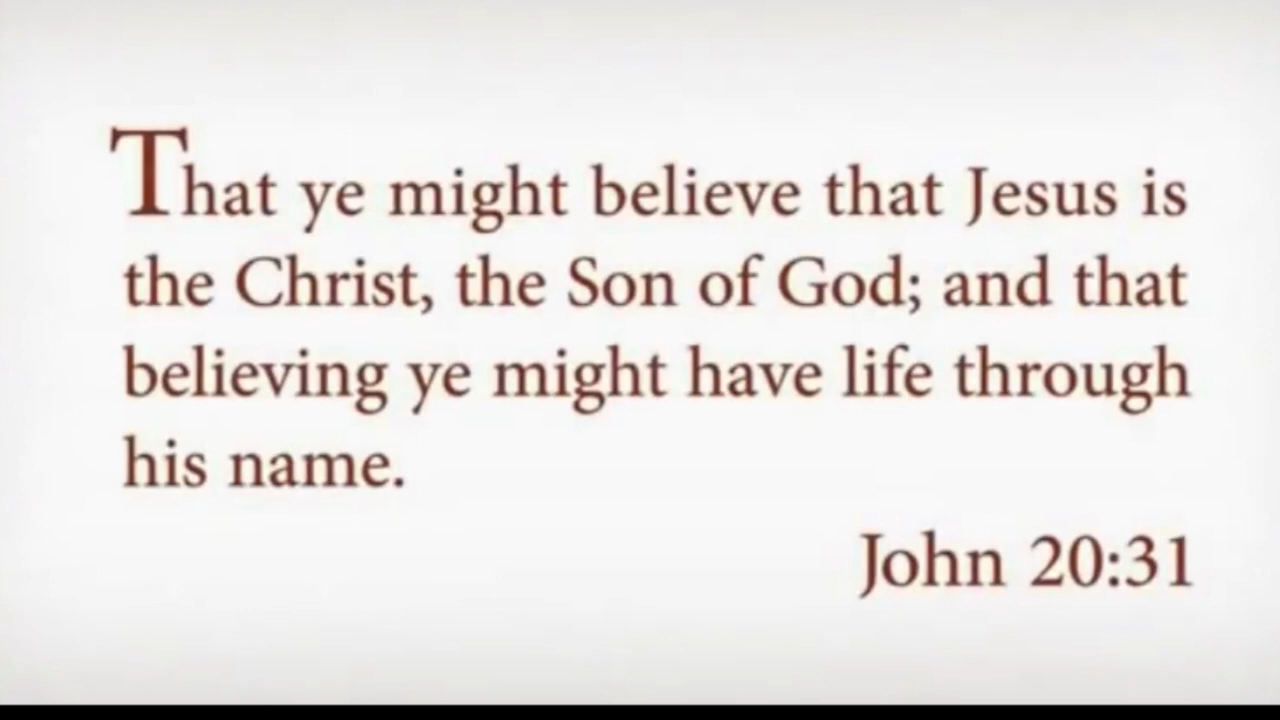 That ye might believe that Jesus is
the Christ, the Son of God; and that
believing ye might have life through
his name.
John 20:31